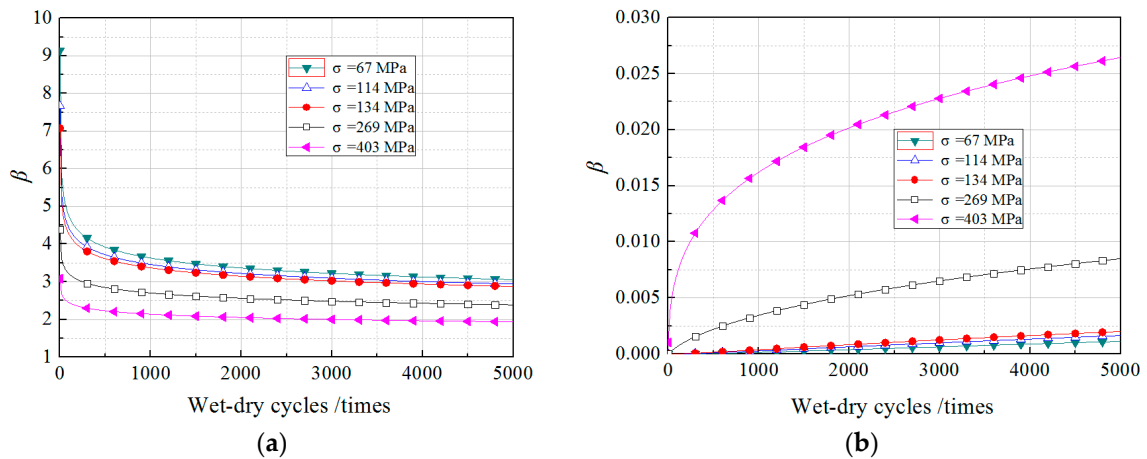 10
9
8
7
6
5
4
3
2
1
β
σ =67 MPa
σ =114 MPa
σ =134 MPa
σ =269 MPa
σ =403 MPa
0 1000 2000 3000 4000 5000
Wet-dry cycles /times
(a)
0.030
0.025
0.020
0.015
0.010
0.005
0.000
β
σ =67 MPa
σ =114 MPa
σ =134 MPa
σ =269 MPa
σ =403 MPa
0 1000 2000 3000 4000 5000
Wet-dry cycles /times
(b)